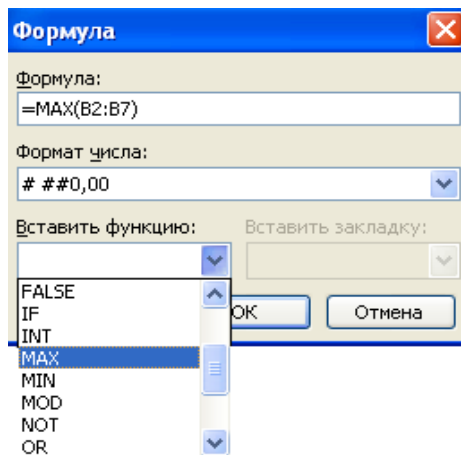 Формула
Формула:
=MAX(B2:B7)
Формат числа:
# ##0,00
Вставить функцию: Вставить закладку:
FALSE
IF
INT
MAX
MIN
MOD
NOT
OR
ОК Отмена